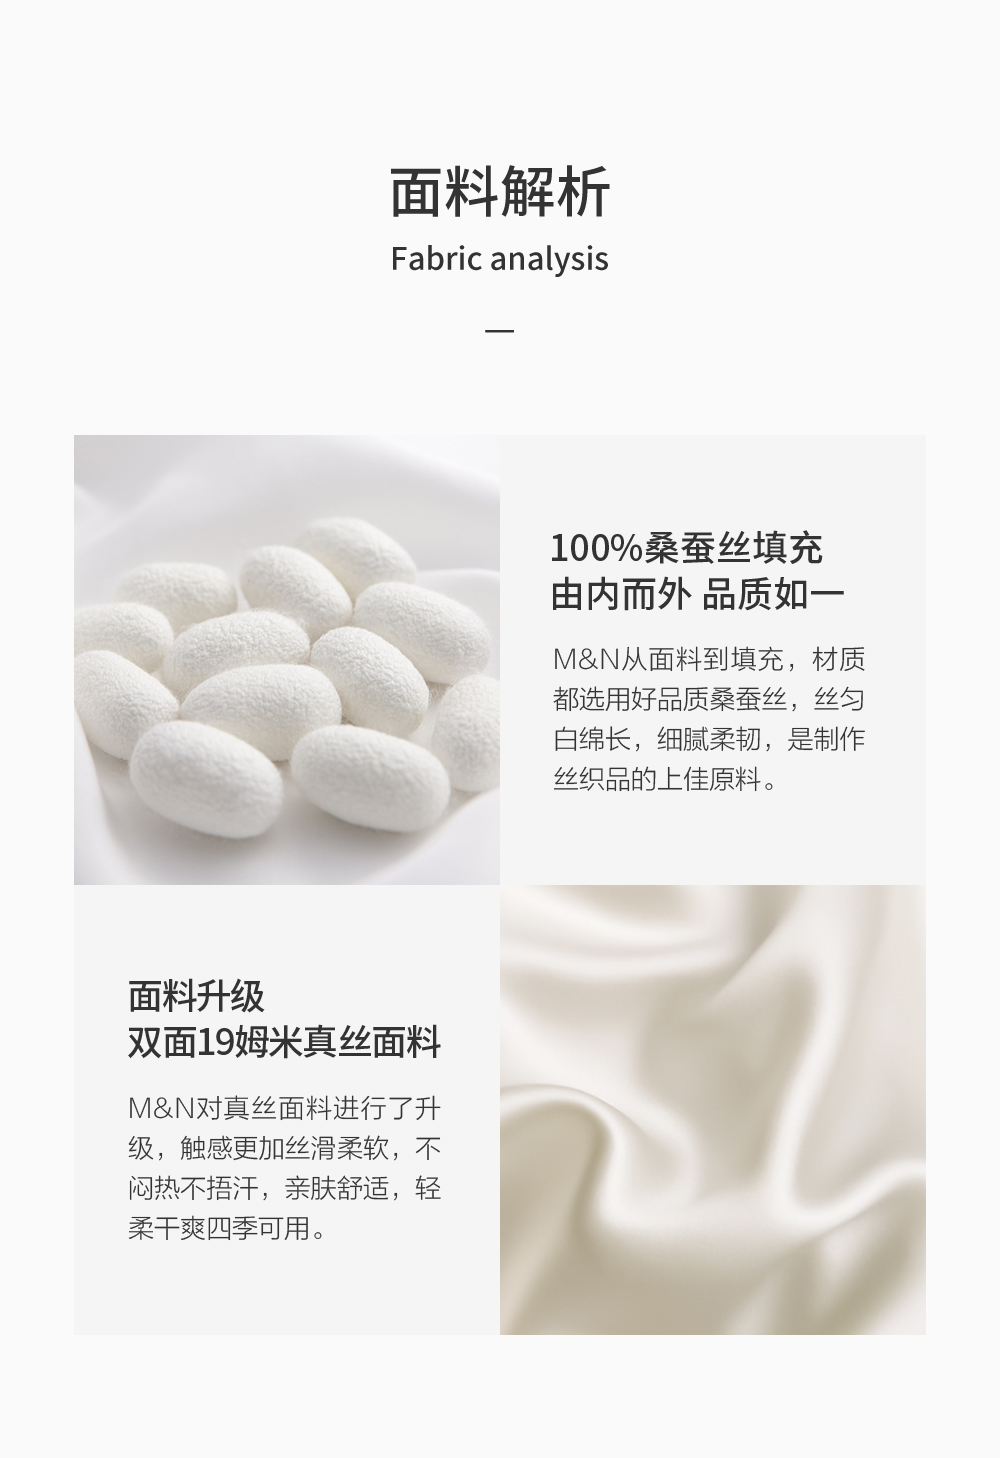 面料解析
Fabric analysis
100%桑蚕丝填充
由内而外 品质如一
M&N从面料到填充，材质
都选用好品质桑蚕丝，丝匀
白绵长，细腻柔韧，是制作
丝织品的上佳原料。
面料升级
双面19姆米真丝面料
M&N对真丝面料进行了升
级，触感更加丝滑柔软，不
闷热不捂汗，亲肤舒适，轻
柔干爽四季可用。